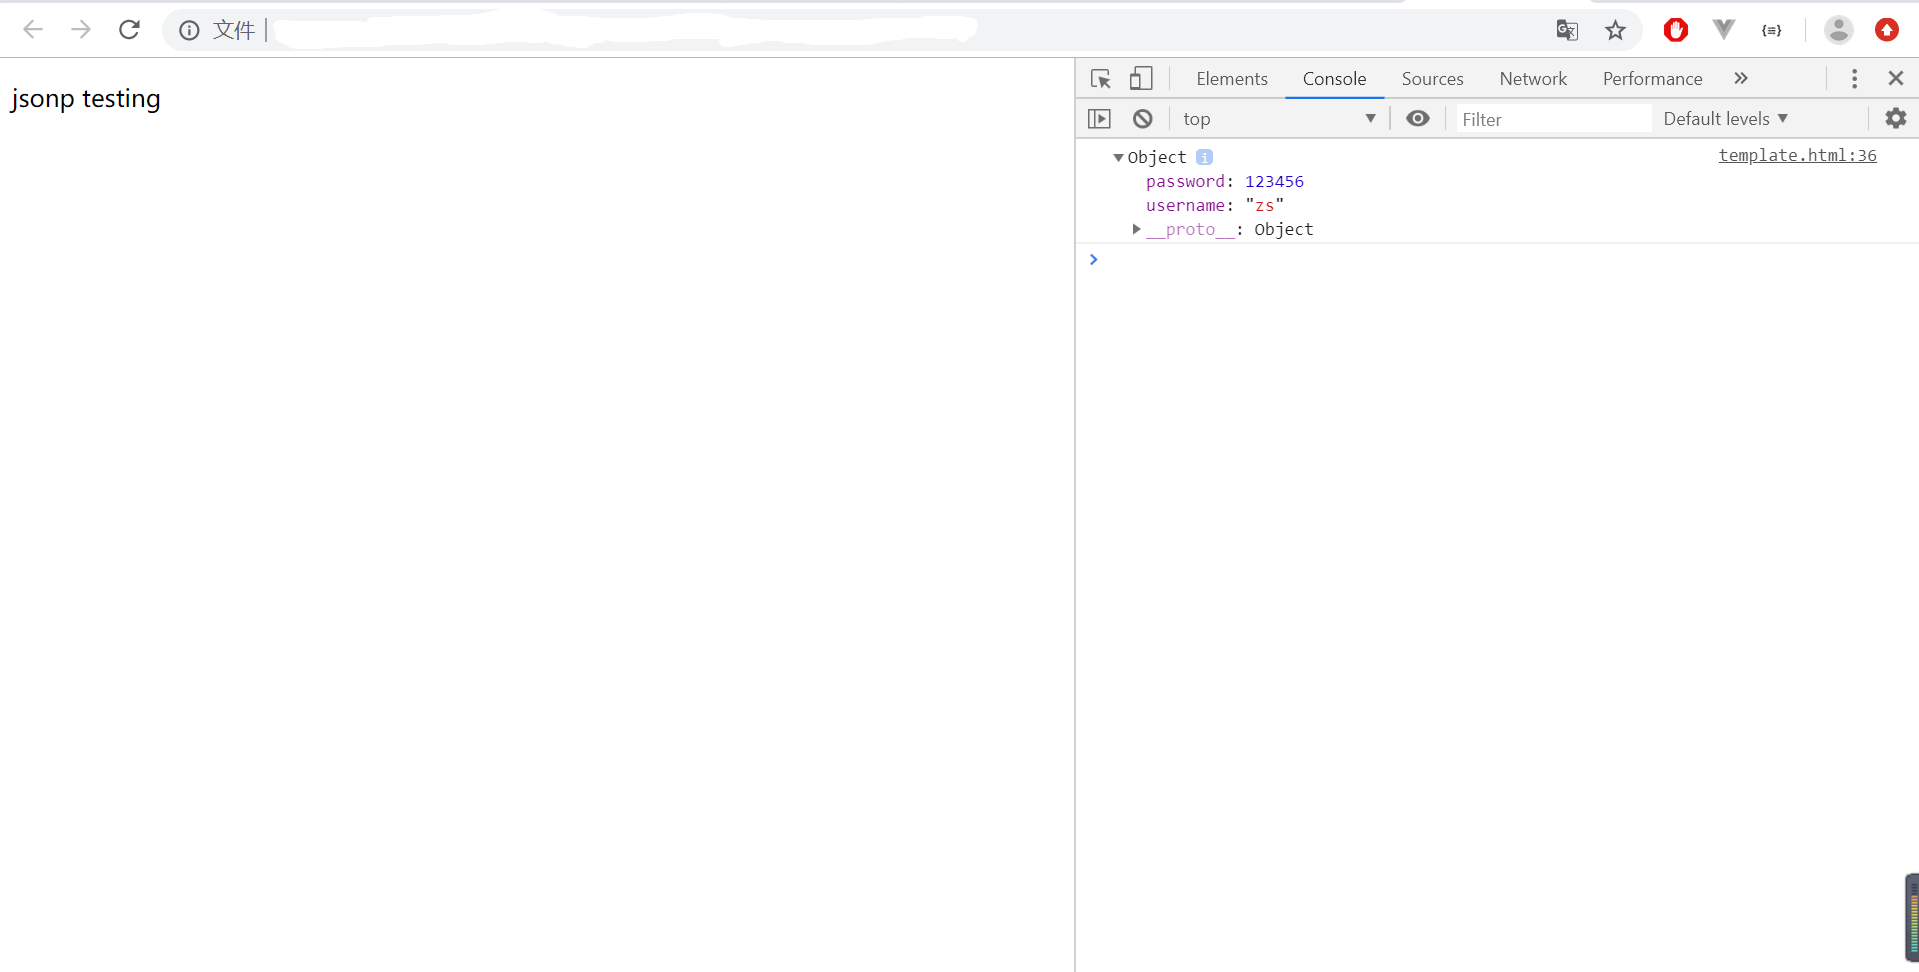 文件
jsonp testing
Elements Console Sources Network Performance »
top Filter Default levels
Object i template.html:36
password: 123456
username: "zs"
__proto__: Object